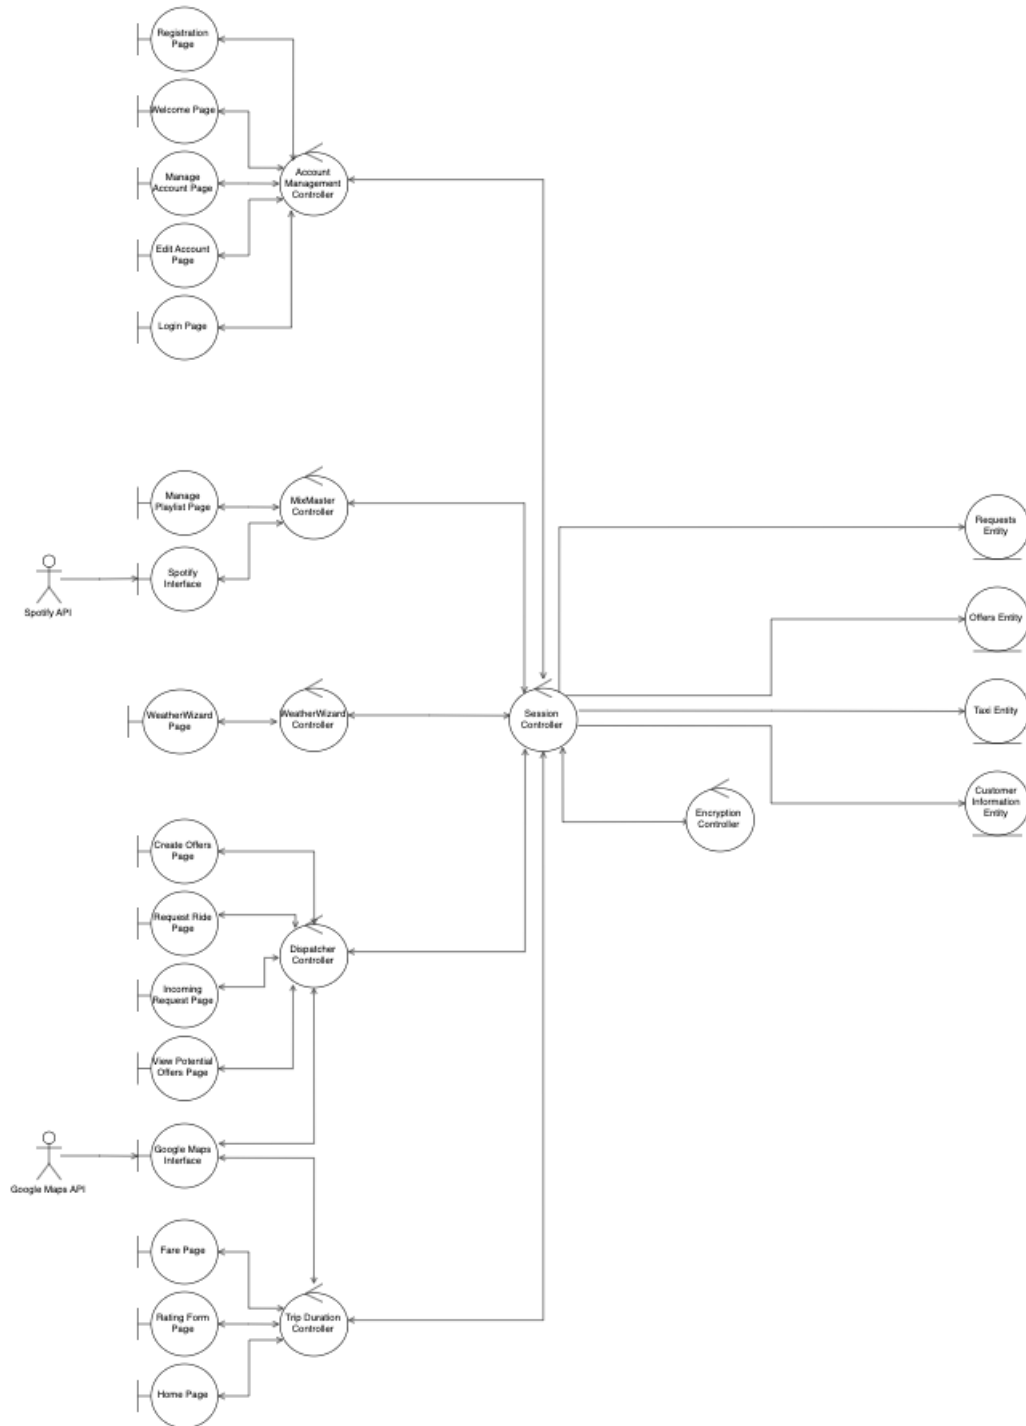 Registration
Page
Welcome Page
Manage
Account Page
Account
Management
Controller
Edit Account
Page
Login Page
Manage
Playlist Page
MixMaster
Controller
Spotify API
Spotify
Interface
Requests
Entity
Offers Entity
WeatherWizard
Page
WeatherWizard
Controller
Session
Controller
Taxi Entity
Encryption
Controller
Customer
Information
Entity
Create Offers
Page
Request Ride
Page
Dispatcher
Controller
Incoming
Request Page
View Potential
Offers Page
Google Maps API
Google Maps
Interface
Fare Page
Rating Form
Page
Trip Duration
Controller
Home Page